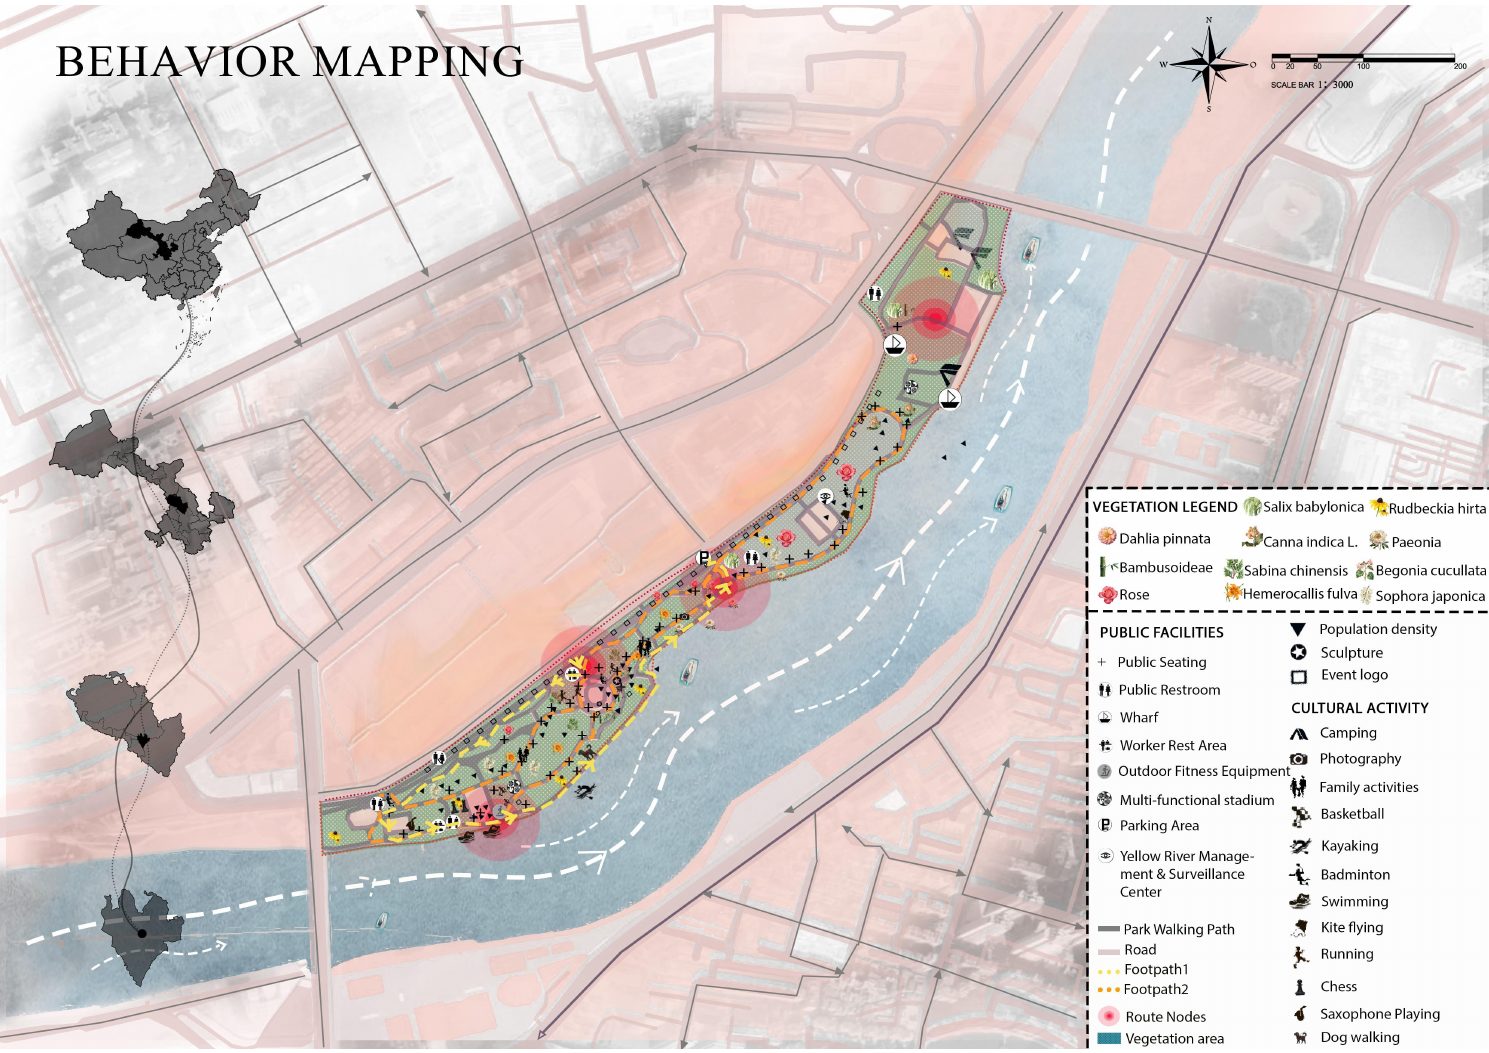 BEHAVIOR MAPPING
N
W
O
S
0 20 50 100 200
SCALE BAR 1: 3000
P
VEGETATION LEGEND
Salix babylonica
Rudbeckia hirta
Dahlia pinnata
Canna indica L.
Paeonia
Bambusoideae
Sabina chinensis
Begonia cucullata
Rose
Hemerocallis fulva
Sophora japonica
PUBLIC FACILITIES
Public Seating
Public Restroom
Wharf
Worker Rest Area
Outdoor Fitness Equipment
Multi-functional stadium
P Parking Area
Yellow River Manage-
ment & Surveillance
Center
Park Walking Path
Road
Footpath1
Footpath2
Route Nodes
Vegetation area
Population density
Sculpture
Event logo
CULTURAL ACTIVITY
Camping
Photography
Family activities
Basketball
Kayaking
Badminton
Swimming
Kite flying
Running
Chess
Saxophone Playing
Dog walking